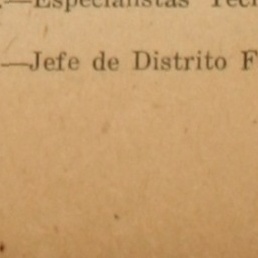 —Especialistas
—Jefe de Distrito F